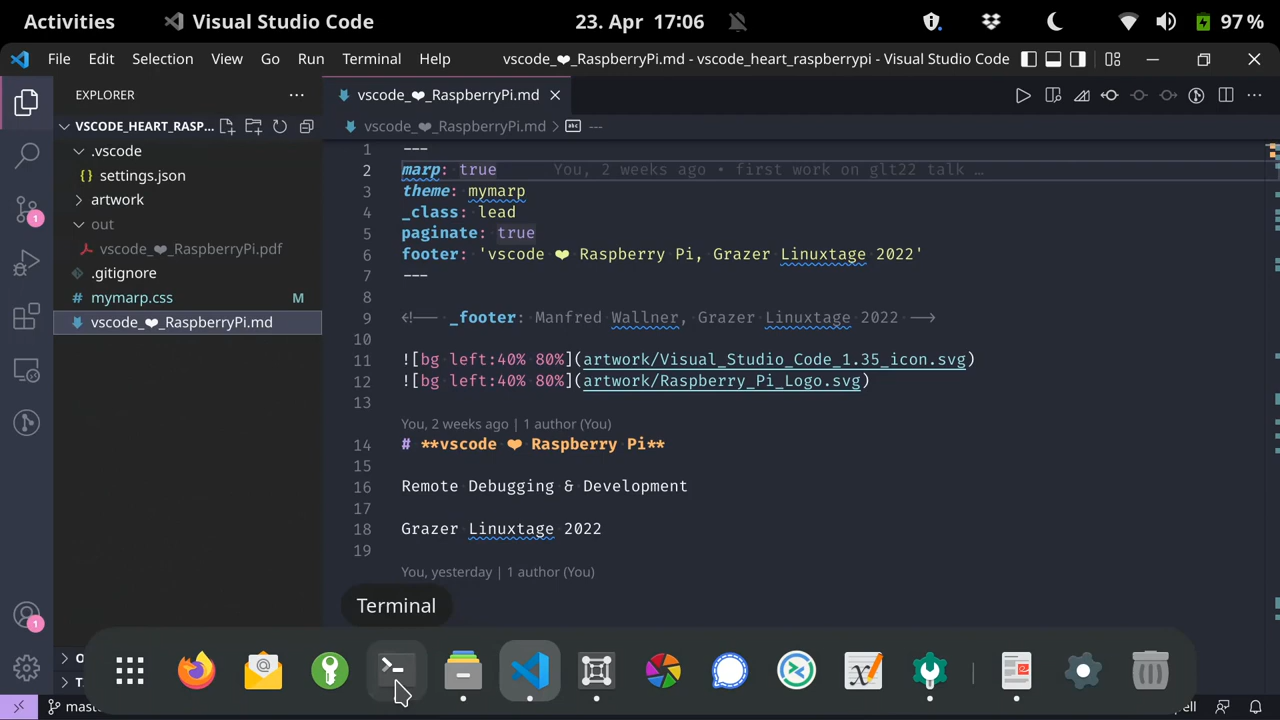 Activities Visual Studio Code 23. Apr 17:06 97 %
File Edit Selection View Go Run Terminal Help vscode_❤_RaspberryPi.md - vscode_heart_raspberrypi - Visual Studio Code
EXPLORER
vscode_❤_RaspberryPi.md
VSCODE_HEART_RASP...
vscode_❤_RaspberryPi.md > ---
.vscode
settings.json
artwork
out
vscode_❤_RaspberryPi.pdf
.gitignore
mymarp.css M
vscode_❤_RaspberryPi.md
1 ---
2 marp: true You, 2 weeks ago • first work on glt22 talk …
3 theme: mymarp
4 _class: lead
5 paginate: true
6 footer: 'vscode ❤ Raspberry Pi, Grazer Linuxtage 2022'
7 ---
8
9 <!-- _footer: Manfred Wallner, Grazer Linuxtage 2022 -->
10
11 ![bg left:40% 80%](artwork/Visual_Studio_Code_1.35_icon.svg)
12 ![bg left:40% 80%](artwork/Raspberry_Pi_Logo.svg)
13
You, 2 weeks ago | 1 author (You)
14 # **vscode ❤ Raspberry Pi**
15
16 Remote Debugging & Development
17
18 Grazer Linuxtage 2022
19
You, yesterday | 1 author (You)
Terminal
1
1